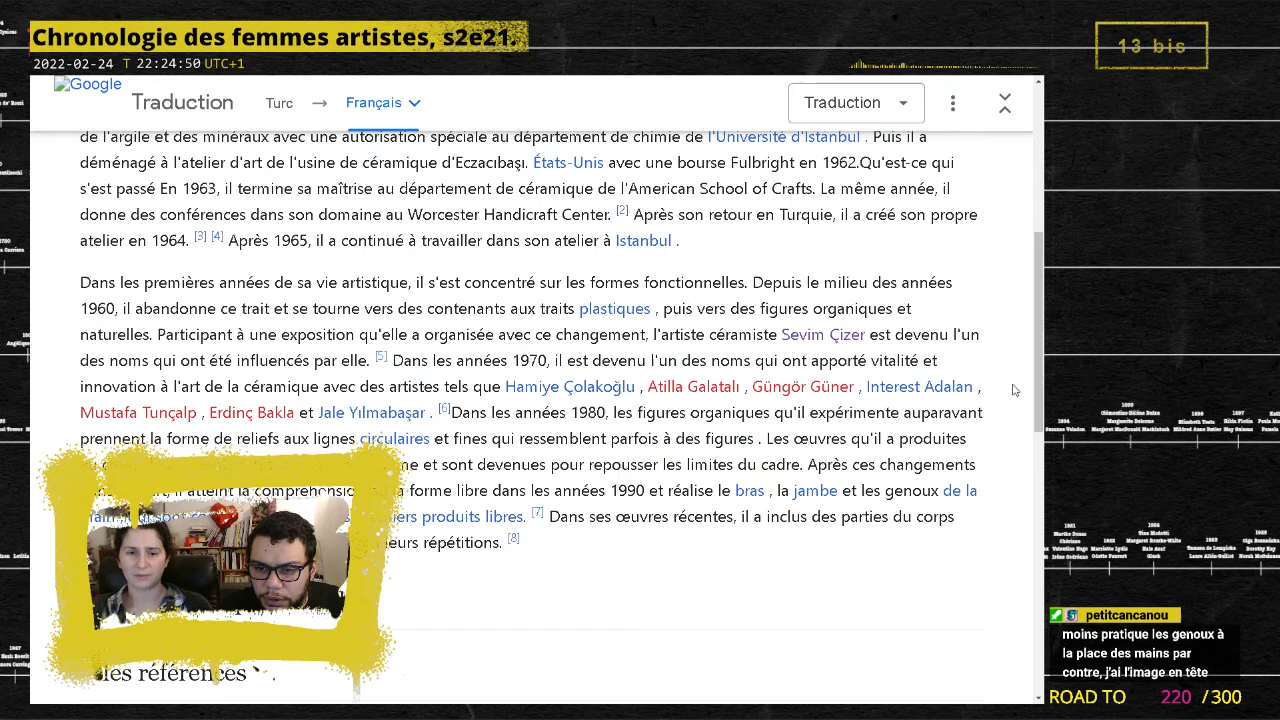 Chronologie des femmes artistes, s2e21.
2022-02-24 T 22:24:50 UTC+1
13 bis
Google
Traduction
Turc → Français
Traduction
de l'argile et des minéraux avec une autorisation spéciale au département de chimie de l'Université d'Istanbul . Puis il a
déménagé à l'atelier d'art de l'usine de céramique d'Eczacıbaşı. États-Unis avec une bourse Fulbright en 1962.Qu'est-ce qui
s'est passé En 1963, il termine sa maîtrise au département de céramique de l'American School of Crafts. La même année, il
donne des conférences dans son domaine au Worcester Handicraft Center. [2] Après son retour en Turquie, il a créé son propre
atelier en 1964. [3] [4] Après 1965, il a continué à travailler dans son atelier à Istanbul .
Dans les premières années de sa vie artistique, il s'est concentré sur les formes fonctionnelles. Depuis le milieu des années
1960, il abandonne ce trait et se tourne vers des contenants aux traits plastiques , puis vers des figures organiques et
naturelles. Participant à une exposition qu'elle a organisée avec ce changement, l'artiste céramiste Sevim Çizer est devenu l'un
des noms qui ont été influencés par elle. [5] Dans les années 1970, il est devenu l'un des noms qui ont apporté vitalité et
innovation à l'art de la céramique avec des artistes tels que Hamiye Çolakoğlu , Atilla Galatalı , Güngör Güner , Interest Adalan ,
Mustafa Tunçalp , Erdinç Bakla et Jale Yılmabaşar . [6]Dans les années 1980, les figures organiques qu'il expérimente auparavant
prennent la forme de reliefs aux lignes circulaires et fines qui ressemblent parfois à des figures . Les œuvres qu'il a produites
et sont devenues pour repousser les limites du cadre. Après ces changements
il atteint la compréhension forme libre dans les années 1990 et réalise le bras , la jambe et les genoux de la
produits libres. [7] Dans ses œuvres récentes, il a inclus des parties du corps
répétitions. [8]
des références
petitcancanou
moins pratique les genoux à
la place des mains par
contre, j'ai l'image en tête
ROAD TO 220 /300